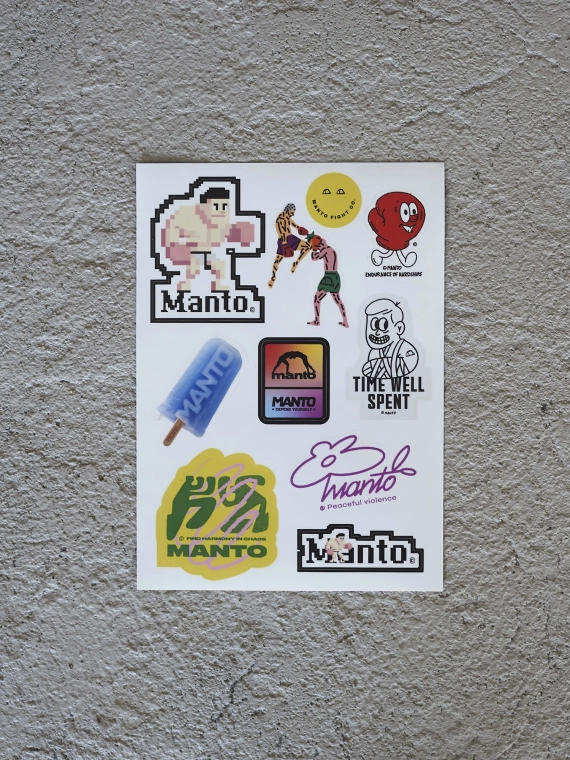 Manto©
MANTO FIGHT CO.
© MANTO
ENDURANCE OF HARDSHIPS
MANTO
manto
MANTO
DEFEND YOURSELF
TIME WELL
SPENT
© MANTO
© FIND HARMONY IN CHAOS
MANTO
manto
Peaceful violence
Manto©